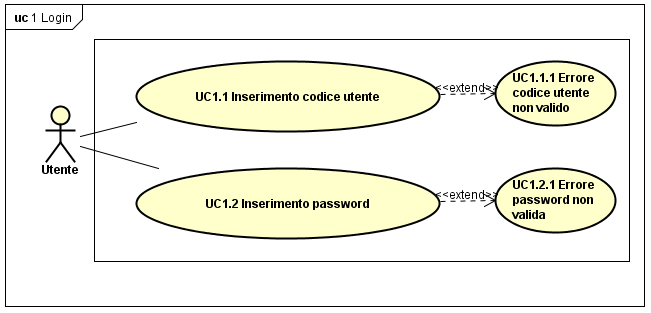 uc 1 Login
UC1.1 Inserimento codice utente
<<extend>>
UC1.1.1 Errore
codice utente
non valido
Utente
UC1.2 Inserimento password
<<extend>>
UC1.2.1 Errore
password non
valida